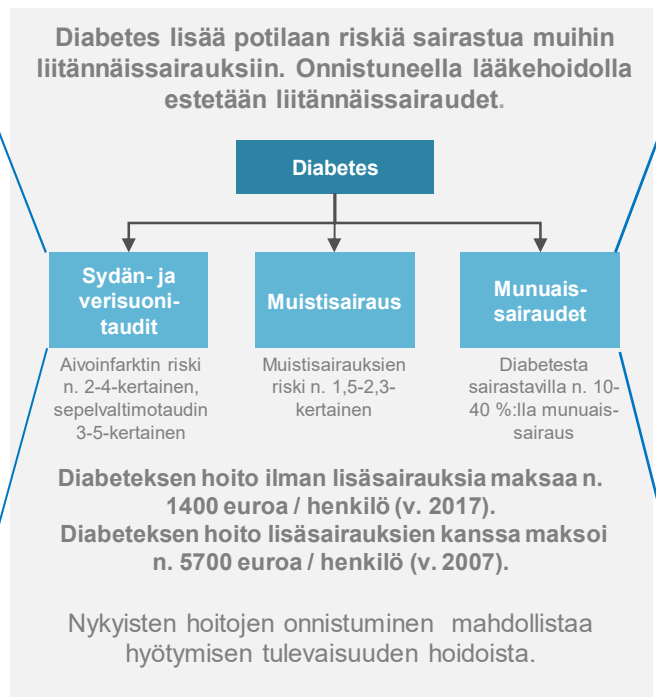 Diabetes lisää potilaan riskiä sairastua muihin
liitännäissairauksiin. Onnistuneella lääkehoidolla
estetään liitännäissairaudet.
Diabetes
Sydän- ja
verisuoni-
taudit
Aivoinfarktin riski
n. 2-4-kertainen,
sepelvaltimotaudin
3-5-kertainen
Muistisairaus
Muistisairauksien
riski n. 1,5-2,3-
kertainen
Munuais-
sairaudet
Diabetesta
sairastavilla n. 10-
40 %:lla munuais-
sairaus
Diabeteksen hoito ilman lisäsairauksia maksaa n.
1400 euroa / henkilö (v. 2017).
Diabeteksen hoito lisäsairauksien kanssa maksoi
n. 5700 euroa / henkilö (v. 2007).
Nykyisten hoitojen onnistuminen mahdollistaa
hyötymisen tulevaisuuden hoidoista.